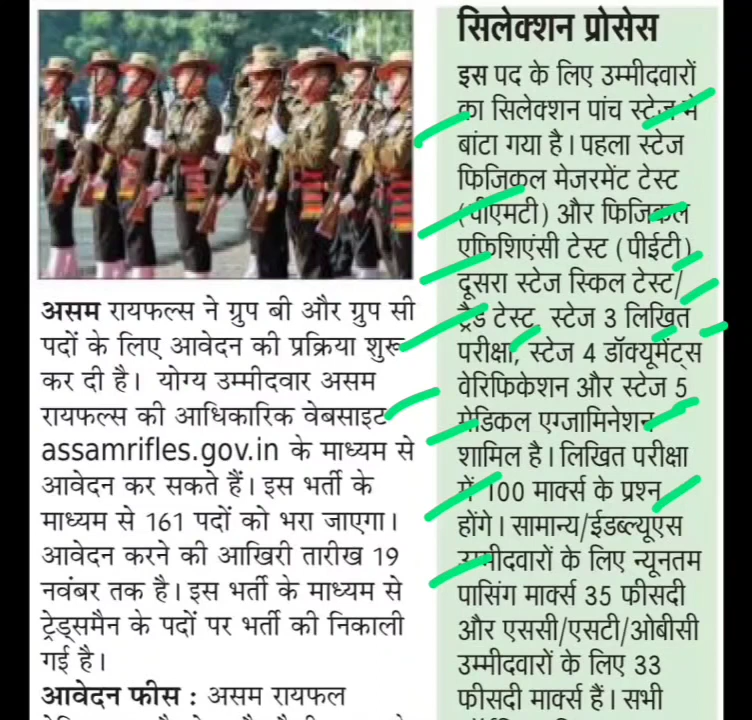 असम रायफल्स ने ग्रुप बी और ग्रुप सी
पदों के लिए आवेदन की प्रक्रिया शुरू
कर दी है। योग्य उम्मीदवार असम
रायफल्स की आधिकारिक वेबसाइट
assamrifles.gov.in के माध्यम से
आवेदन कर सकते हैं। इस भर्ती के
माध्यम से 161 पदों को भरा जाएगा।
आवेदन करने की आखिरी तारीख 19
नवंबर तक है। इस भर्ती के माध्यम से
ट्रेड्समैन के पदों पर भर्ती की निकाली
गई है।
आवेदन फीस : असम रायफल
सिलेक्शन प्रोसेस
इस पद के लिए उम्मीदवारों
का सिलेक्शन पांच स्टेज में
बांटा गया है। पहला स्टेज
फिजिकल मेजरमेंट टेस्ट
(पीएमटी) और फिजिकल
एफिशिएंसी टेस्ट (पीईटी),
दूसरा स्टेज स्किल टेस्ट/
ट्रेड टेस्ट, स्टेज 3 लिखित
परीक्षा, स्टेज 4 डॉक्यूमेंट्स
वेरिफिकेशन और स्टेज 5
मेडिकल एग्जामिनेशन
शामिल है। लिखित परीक्षा
में 100 मार्क्स के प्रश्न
होंगे। सामान्य/ईडब्ल्यूएस
उम्मीदवारों के लिए न्यूनतम
पासिंग मार्क्स 35 फीसदी
और एससी/एसटी/ओबीसी
उम्मीदवारों के लिए 33
फीसदी मार्क्स हैं। सभी